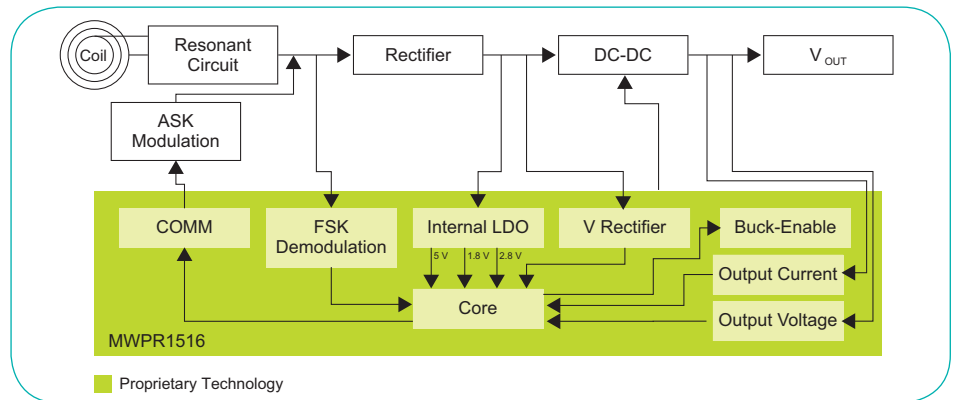 Coil
Resonant
Circuit
Rectifier
DC-DC
V OUT
ASK
Modulation
COMM
FSK
Demodulation
Internal LDO
V Rectifier
Buck-Enable
5 V
1.8 V
2.8 V
Output Current
Core
Output Voltage
MWPR1516
Proprietary Technology